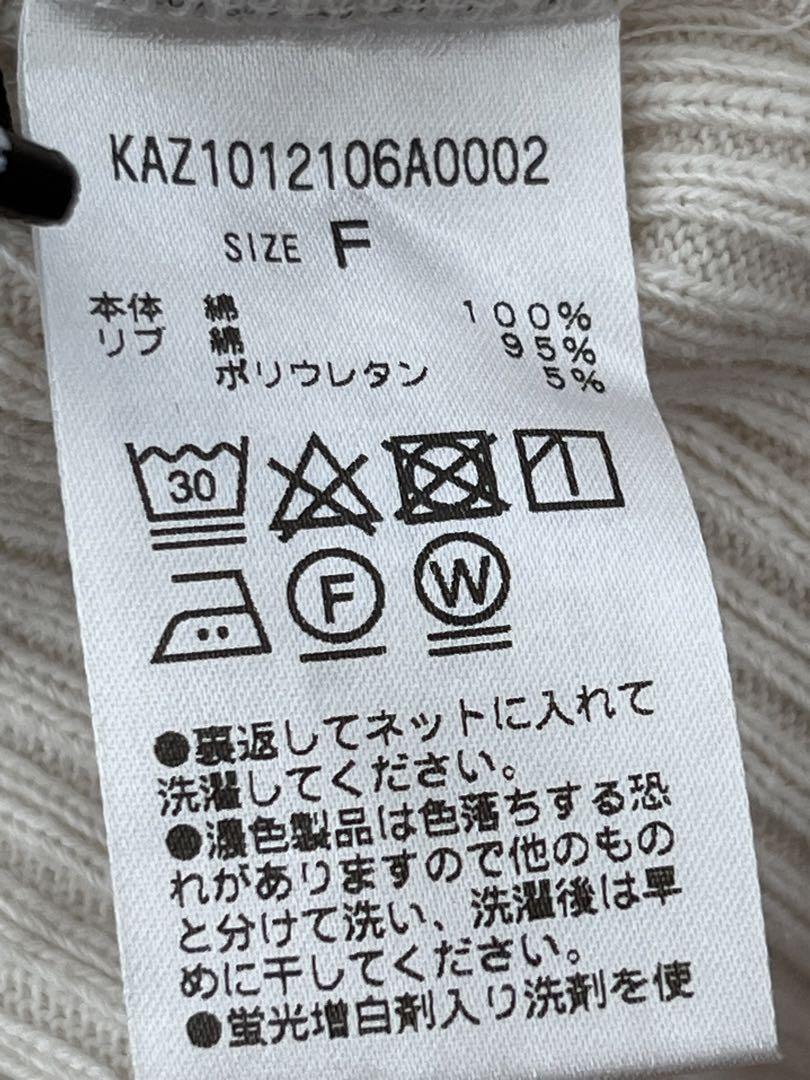 KAZ1012106A0002
SIZE F
本体 綿 100%
リブ 綿 95%
ポリウレタン 5%
30
F W
●裏返してネットに入れて
洗濯してください。
●濃色製品は色落ちする恐
れがありますので他のもの
と分けて洗い、洗濯後は早
めに干してください。
●蛍光増白剤入り洗剤を使